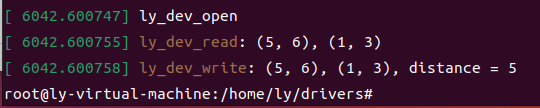 [ 6042.600747] ly_dev_open
[ 6042.600755] ly_dev_read: (5, 6), (1, 3)
[ 6042.600758] ly_dev_write: (5, 6), (1, 3), distance = 5
root@ly-virtual-machine:/home/ly/drivers#